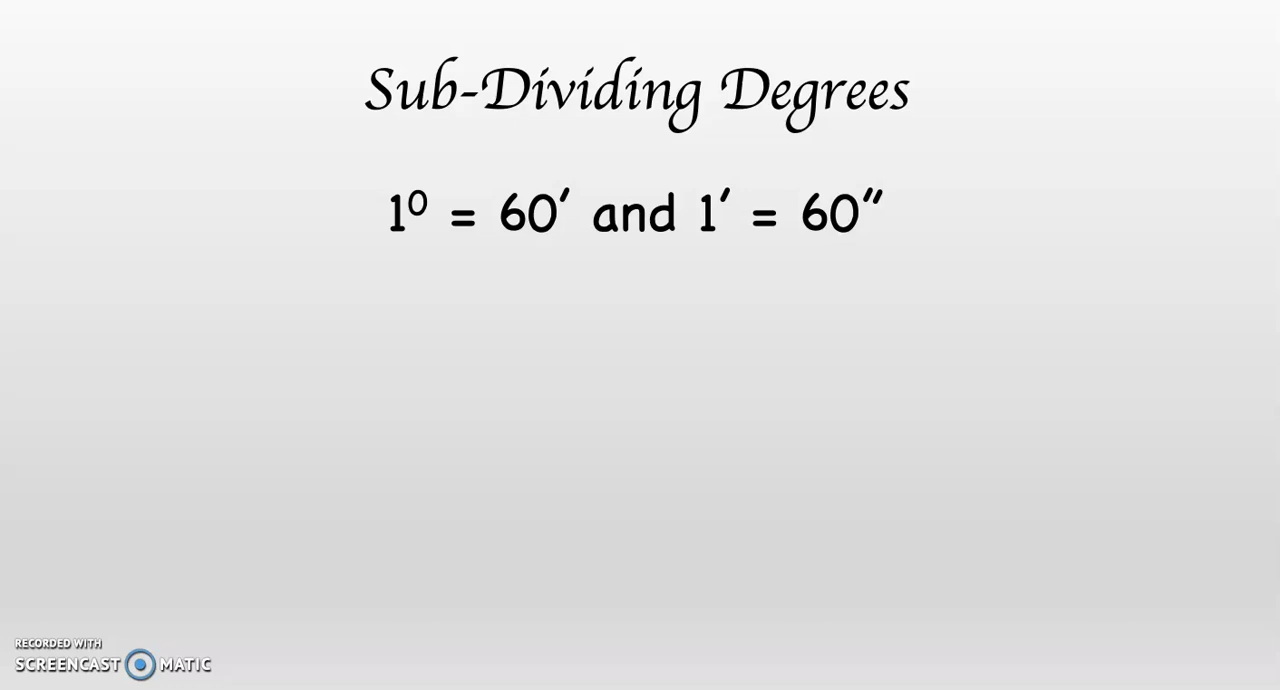 Sub-Dividing Degrees
1⁰ = 60′ and 1′ = 60″
RECORDED WITH
SCREENCAST MATIC